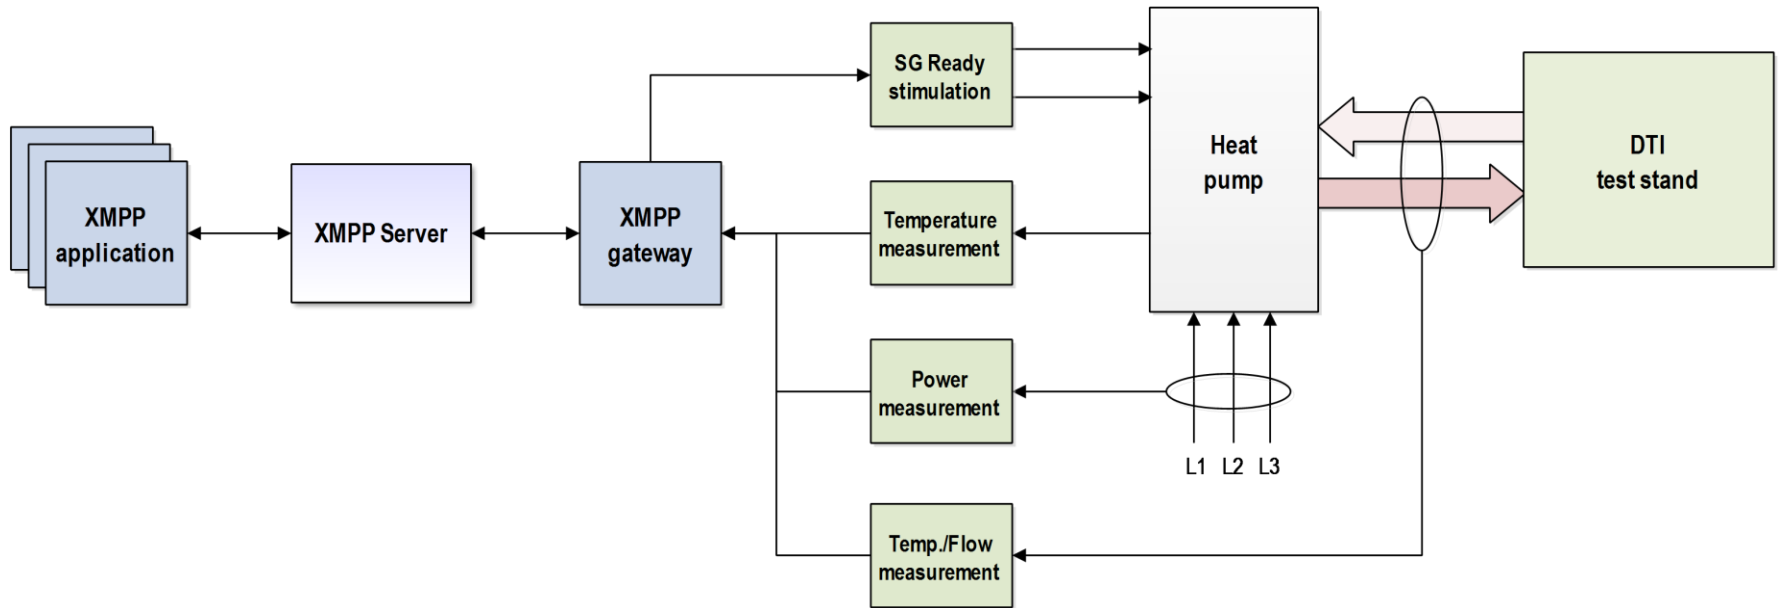 SG Ready
stimulation
Heat
pump
DTI
test stand
XMPP
application
XMPP Server
XMPP
gateway
Temperature
measurement
Power
measurement
L1 L2 L3
Temp./Flow
measurement